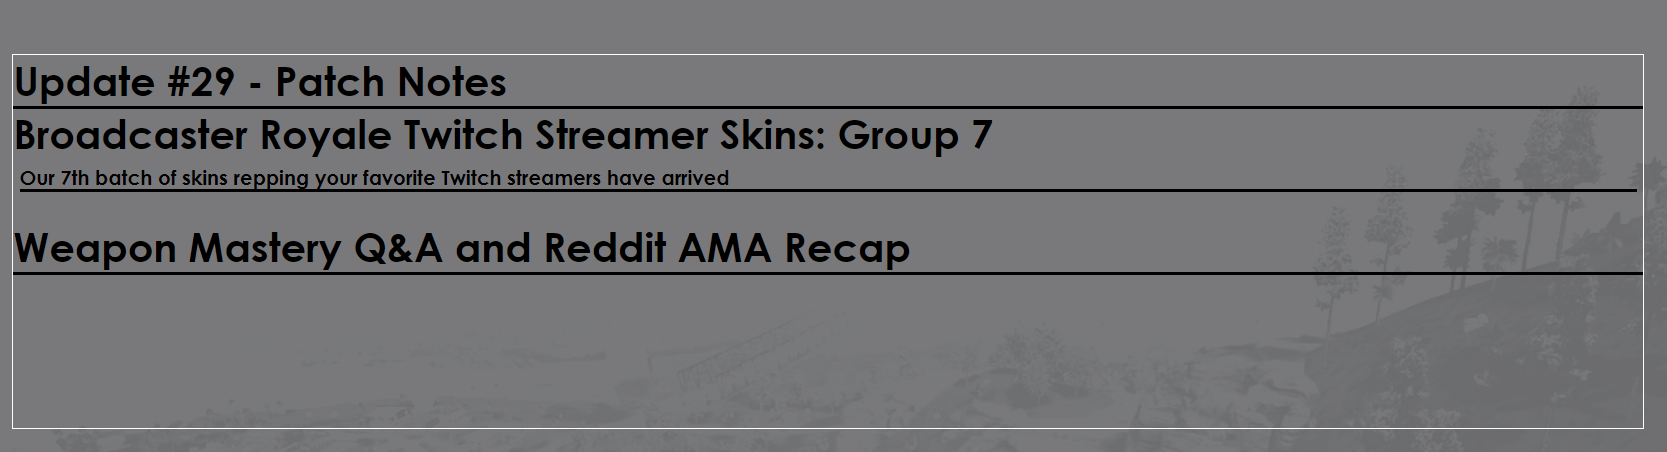 Update #29 - Patch Notes
Broadcaster Royale Twitch Streamer Skins: Group 7
Our 7th batch of skins repping your favorite Twitch streamers have arrived
Weapon Mastery Q&A and Reddit AMA Recap